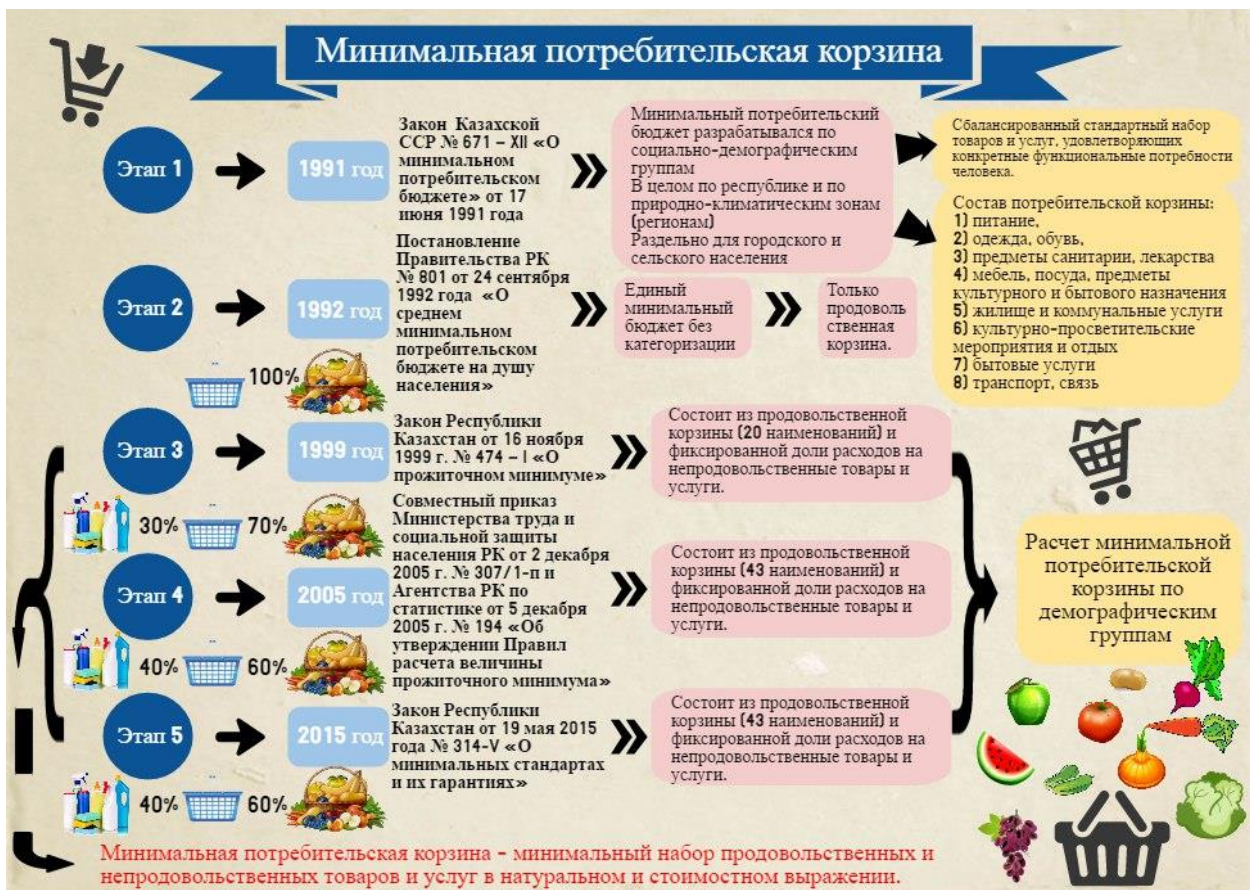 Минимальная потребительская корзина
Этап 1
1991 год
Закон Казахской
ССР № 671 – XII «О
минимальном
потребительском
бюджете» от 17
июня 1991 года
Минимальный потребительский
бюджет разрабатывался по
социально-демографическим
группам
В целом по республике и по
природно-климатическим зонам
(регионам)
Раздельно для городского и
сельского населения
Сбалансированный стандартный набор
товаров и услуг, удовлетворяющих
конкретные функциональные потребности
человека.
Состав потребительской корзины:
1) питание,
2) одежда, обувь,
3) предметы санитарии, лекарства
4) мебель, посуда, предметы
культурного и бытового назначения
5) жилище и коммунальные услуги
6) культурно-просветительские
мероприятия и отдых
7) бытовые услуги
8) транспорт, связь
Этап 2
1992 год
Постановление
Правительства РК
№ 801 от 24 сентября
1992 года «О
среднем
минимальном
потребительском
бюджете на душу
населения»
Единый
минимальный
бюджет без
категоризации
Только
продоволь
ственная
корзина.
100%
Этап 3
1999 год
Закон Республики
Казахстан от 16 ноября
1999 г. № 474 – I «О
прожиточном минимуме»
Состоит из продовольственной
корзины (20 наименований) и
фиксированной доли расходов на
непродовольственные товары и
услуги.
30%
70%
Этап 4
2005 год
Совместный приказ
Министерства труда и
социальной защиты
населения РК от 2 декабря
2005 г. № 307/1-п и
Агентства РК по
статистике от 5 декабря
2005 г. № 194 «Об
утверждении Правил
расчета величины
прожиточного минимума»
Состоит из продовольственной
корзины (43 наименований) и
фиксированной доли расходов на
непродовольственные товары и
услуги.
40%
60%
Расчет минимальной
потребительской
корзины по
демографическим
группам
Этап 5
2015 год
Закон Республики
Казахстан от 19 мая 2015
года № 314-V «О
минимальных стандартах
и их гарантиях»
Состоит из продовольственной
корзины (43 наименований) и
фиксированной доли расходов на
непродовольственные товары и
услуги.
40%
60%
Минимальная потребительская корзина - минимальный набор продовольственных и
непродовольственных товаров и услуг в натуральном и стоимостном выражении.